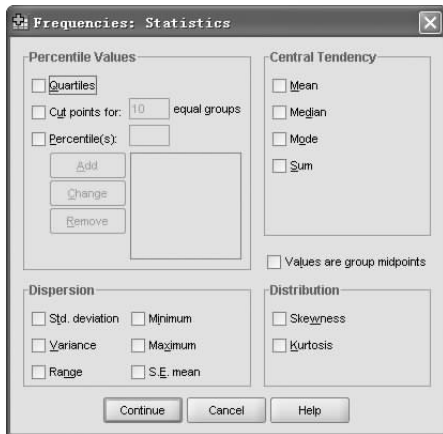 Frequencies: Statistics
Percentile Values
Quartiles
Cut points for: 10 equal groups
Percentile(s):
Add
Change
Remove
Central Tendency
Mean
Median
Mode
Sum
Values are group midpoints
Dispersion
Std. deviation Minimum
Variance Maximum
Range S.E. mean
Distribution
Skewness
Kurtosis
Continue Cancel Help